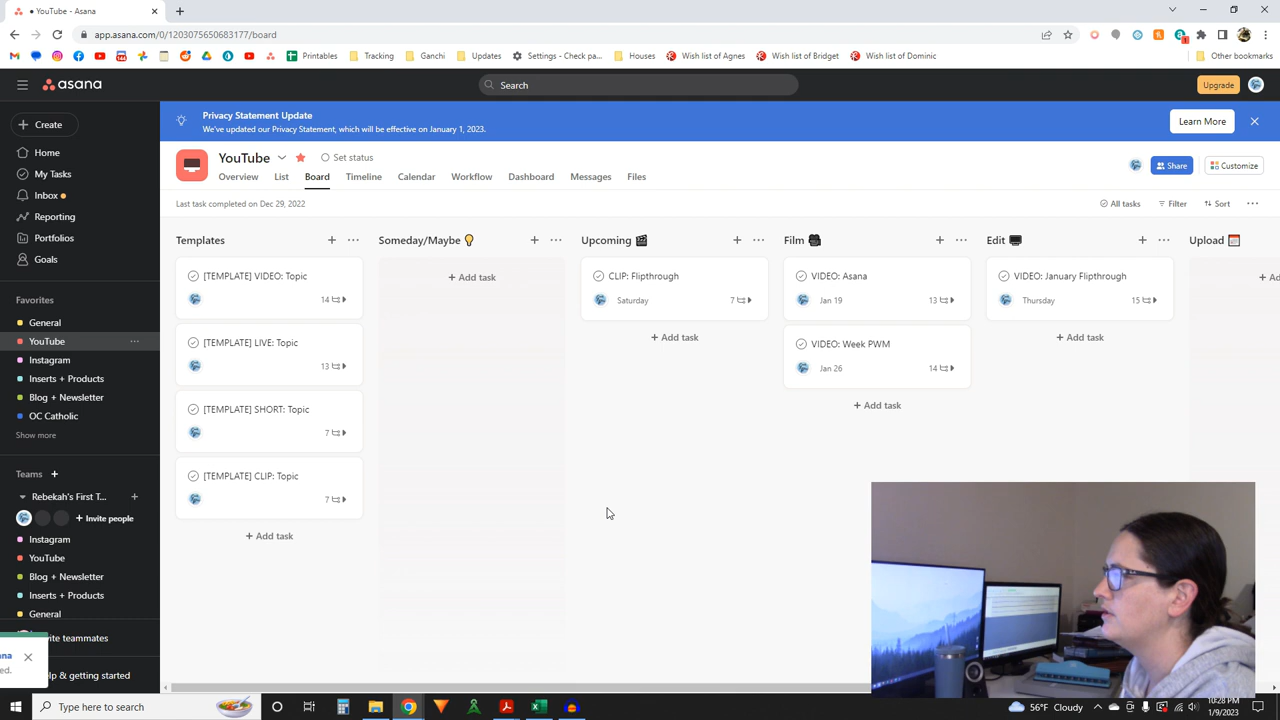 • YouTube - Asana
app.asana.com/0/1203075650683177/board
Printables
Tracking
Ganchi
Updates
Settings - Check pa...
Houses
Wish list of Agnes
Wish list of Bridget
Wish list of Dominic
Other bookmarks
asana
Search
Upgrade
Create
Home
My Tasks
Inbox
Reporting
Portfolios
Goals
Favorites
General
YouTube
Instagram
Inserts + Products
Blog + Newsletter
OC Catholic
Show more
Teams
Rebekah's First T...
Invite people
Instagram
YouTube
Blog + Newsletter
Inserts + Products
General
vite teammates
elp & getting started
ana
ed.
Privacy Statement Update
We've updated our Privacy Statement, which will be effective on January 1, 2023.
Learn More
YouTube
Set status
Share
Customize
Overview
List
Board
Timeline
Calendar
Workflow
Dashboard
Messages
Files
Last task completed on Dec 29, 2022
All tasks
Filter
Sort
Templates
[TEMPLATE] VIDEO: Topic
14
[TEMPLATE] LIVE: Topic
13
[TEMPLATE] SHORT: Topic
7
[TEMPLATE] CLIP: Topic
7
+ Add task
Someday/Maybe
+ Add task
Upcoming
CLIP: Flipthrough
Saturday
7
+ Add task
Film
VIDEO: Asana
Jan 19
13
VIDEO: Week PWM
Jan 26
14
+ Add task
Edit
VIDEO: January Flipthrough
Thursday
15
+ Add task
Upload
+ Ad
Type here to search
56°F Cloudy
10:28 PM
1/9/2023